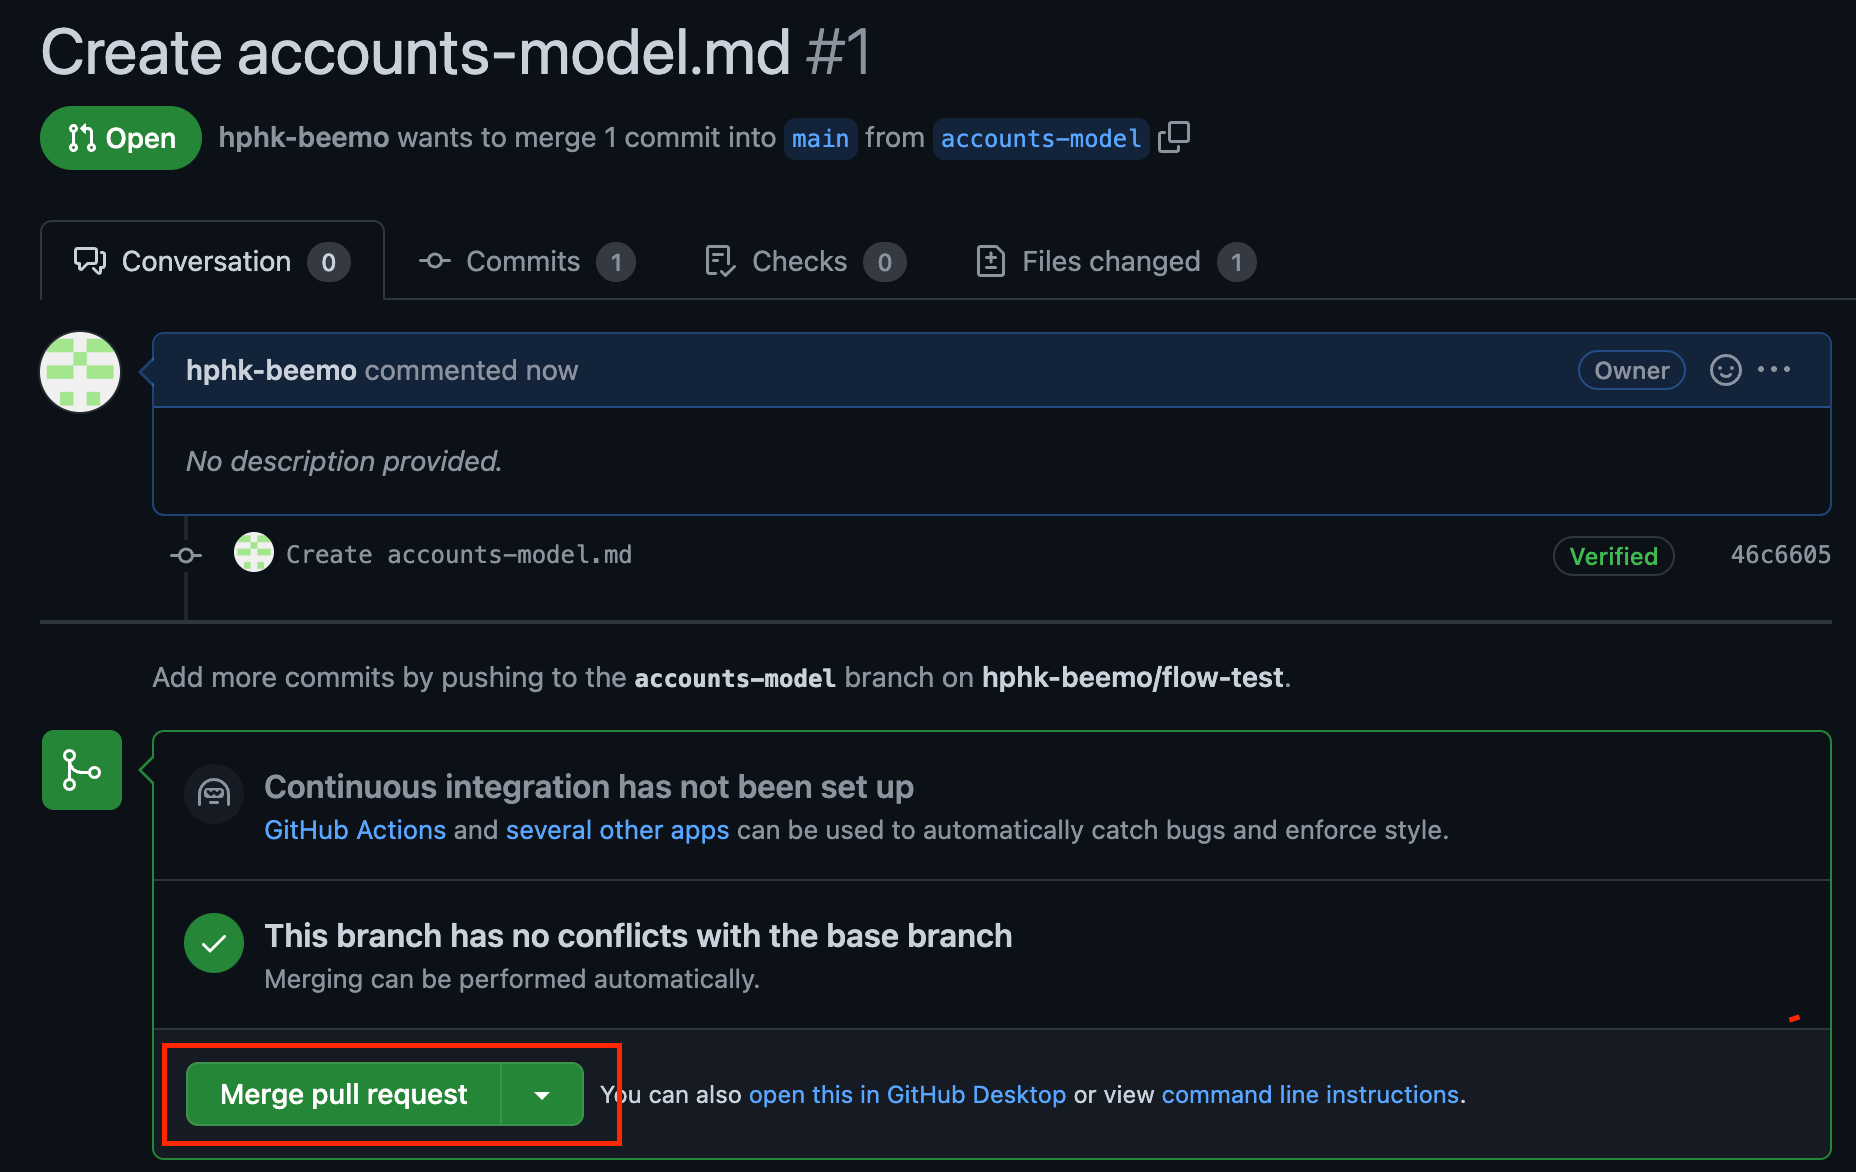 Create accounts-model.md #1
Open hphk-beemo wants to merge 1 commit into main from accounts-model
Conversation 0 Commits 1 Checks 0 Files changed 1
hphk-beemo commented now Owner
No description provided.
Create accounts-model.md Verified 46c6605
Add more commits by pushing to the accounts-model branch on hphk-beemo/flow-test.
Continuous integration has not been set up
GitHub Actions and several other apps can be used to automatically catch bugs and enforce style.
This branch has no conflicts with the base branch
Merging can be performed automatically.
Merge pull request You can also open this in GitHub Desktop or view command line instructions.